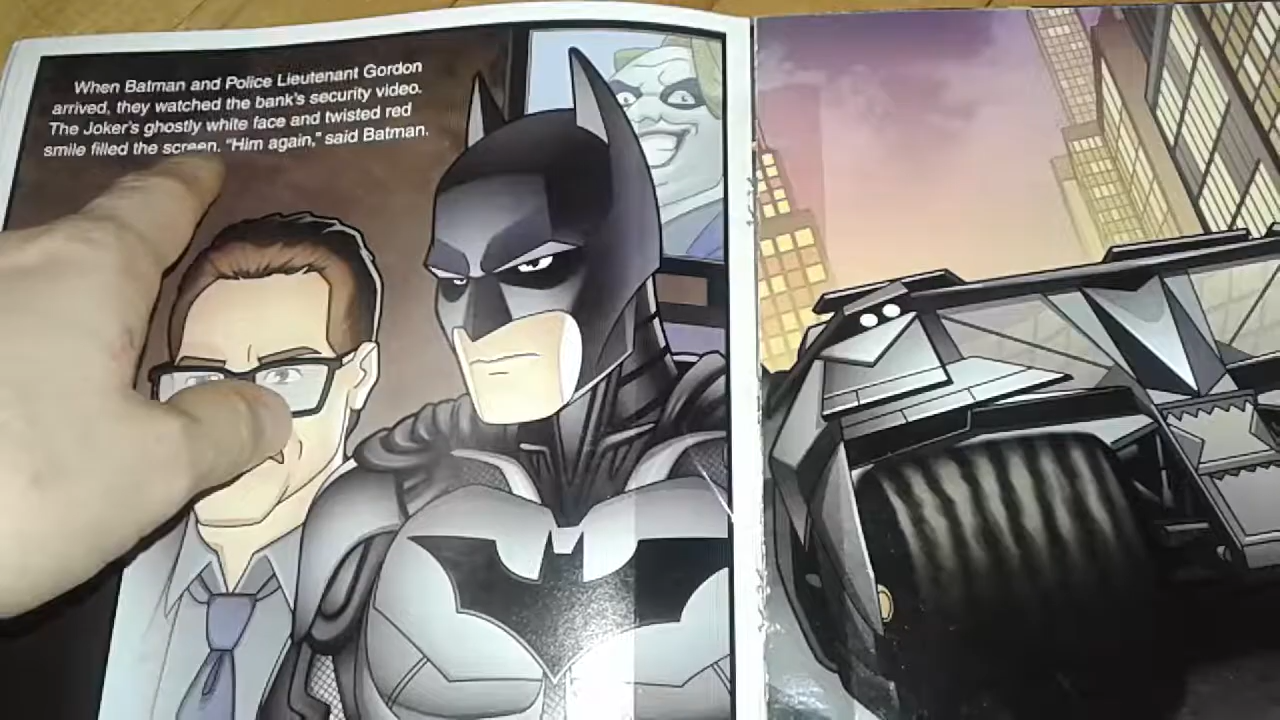 When Batman and Police Lieutenant Gordon
arrived, they watched the bank's security video.
The Joker's ghostly white face and twisted red
smile filled the screen. “Him again,” said Batman.